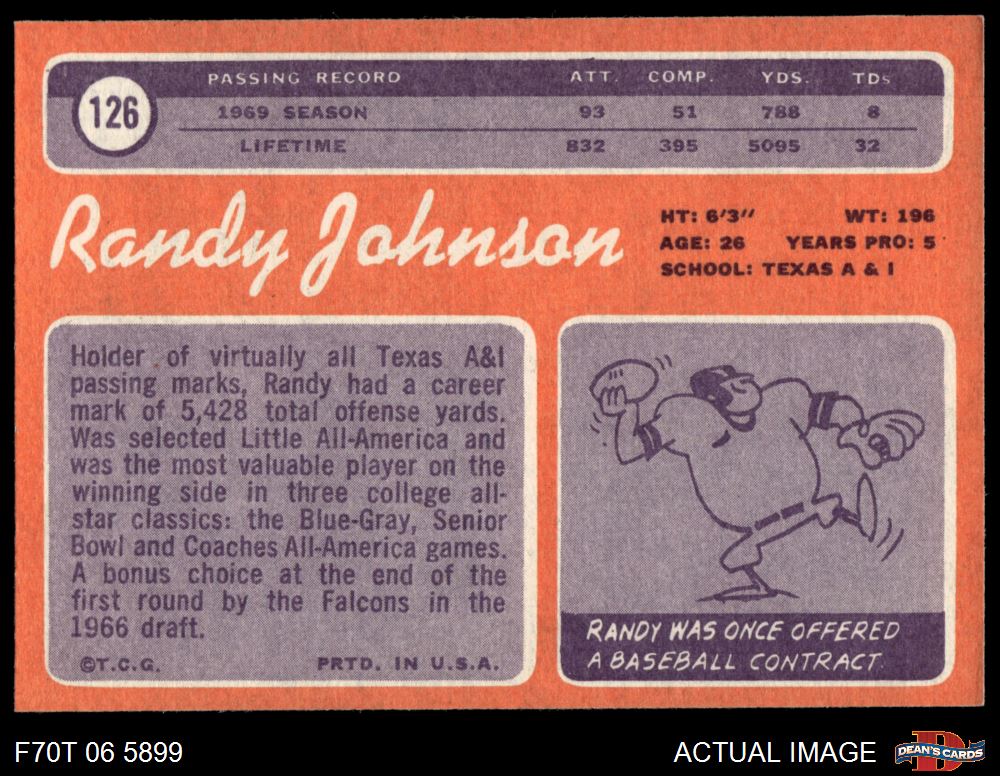 126
PASSING RECORD ATT. COMP. YDS. TDs
1969 SEASON 93 51 788 8
LIFETIME 832 395 5095 32
Randy Johnson
HT: 6'3" WT: 196
AGE: 26 YEARS PRO: 5
SCHOOL: TEXAS A & I
Holder of virtually all Texas A&I
passing marks, Randy had a career
mark of 5,428 total offense yards.
Was selected Little All-America and
was the most valuable player on the
winning side in three college all-
star classics: the Blue-Gray, Senior
Bowl and Coaches All-America games.
A bonus choice at the end of the
first round by the Falcons in the
1966 draft.
©T.C.G. PRTD. IN U.S.A.
RANDY WAS ONCE OFFERED
A BASEBALL CONTRACT.
F70T 06 5899
ACTUAL IMAGE
DEAN'S CARDS